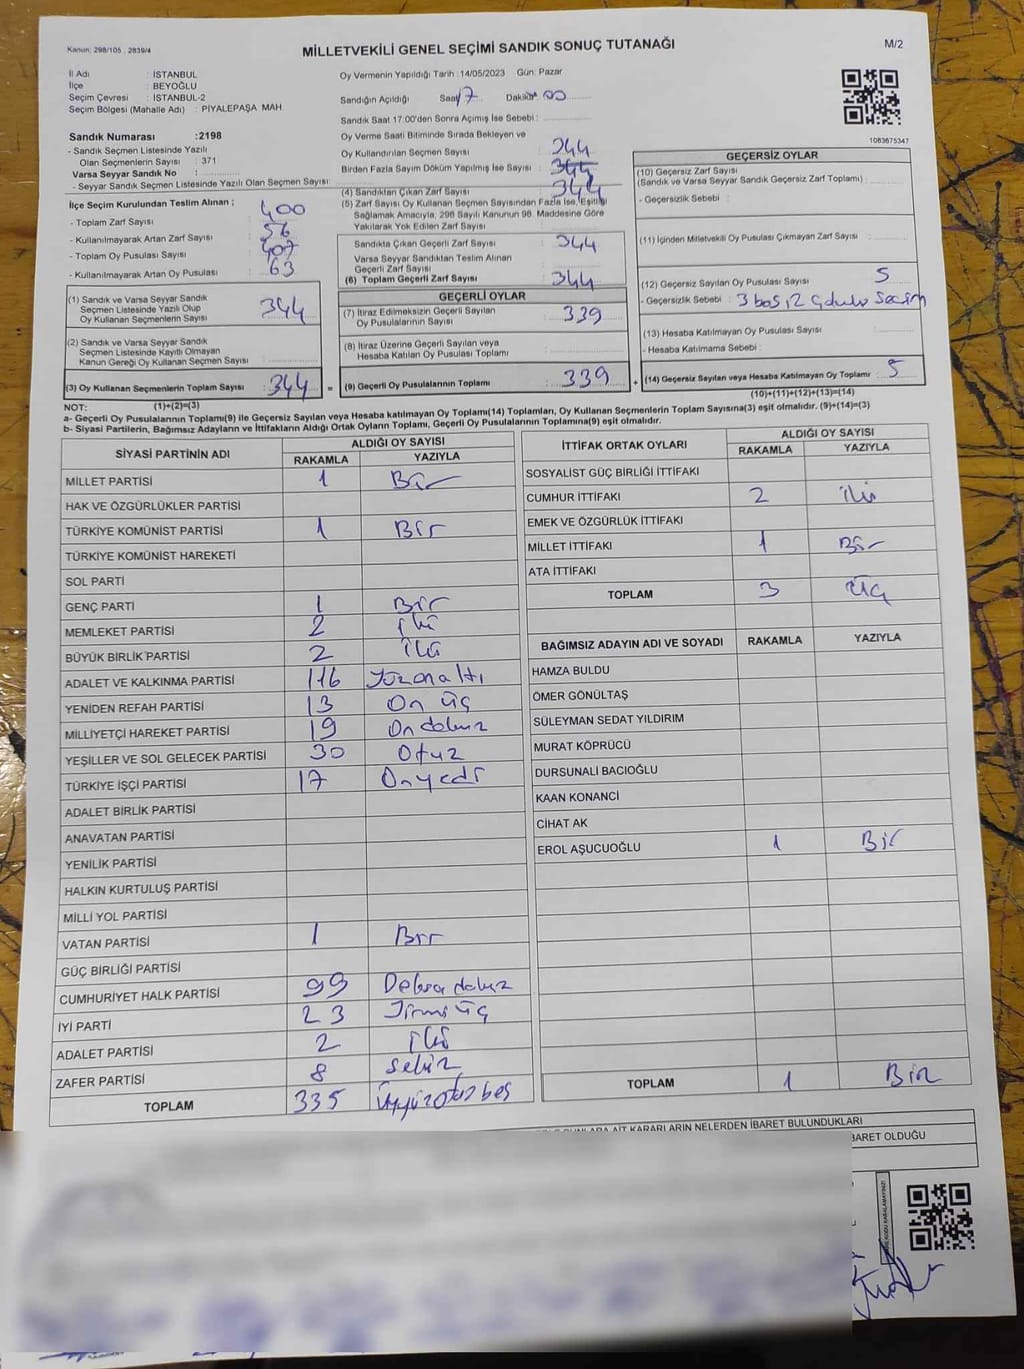 Kanun: 298/105 , 2839/4
MİLLETVEKİLİ GENEL SEÇİMİ SANDIK SONUÇ TUTANAĞI
M/2
İl Adı : İSTANBUL
İlçe : BEYOĞLU
Seçim Çevresi : İSTANBUL-2
Seçim Bölgesi (Mahalle Adı) : PİYALEPAŞA MAH
Sandık Numarası :2198
- Sandık Seçmen Listesinde Yazılı
Olan Seçmenlerin Sayısı : 371
Varsa Seyyar Sandık No :
- Seyyar Sandık Seçmen Listesinde Yazılı Olan Seçmen Sayısı:
İlçe Seçim Kurulundan Teslim Alınan ;
- Toplam Zarf Sayısı : 400
- Kullanılmayarak Artan Zarf Sayısı : 56
- Toplam Oy Pusulası Sayısı : 407
- Kullanılmayarak Artan Oy Pusulası : 63
(1) Sandık ve Varsa Seyyar Sandık
Seçmen Listesinde Yazılı Olup
Oy Kullanan Seçmenlerin Sayısı : 344
(2) Sandık ve Varsa Seyyar Sandık
Seçmen Listesinde Kayıtlı Olmayan
Kanun Gereği Oy Kullanan Seçmen Sayısı :
(3) Oy Kullanan Seçmenlerin Toplam Sayısı : 344 =
(1)+(2)=(3)
Oy Vermenin Yapıldığı Tarih :14/05/2023 Gün: Pazar
Sandığın Açıldığı Saat 17 Dakika 00
Sandık Saat 17.00'den Sonra Açımış İse Sebebi :
Oy Verme Saati Bitiminde Sırada Bekleyen ve
Oy Kullandırılan Seçmen Sayısı : 344
Birden Fazla Sayım Döküm Yapılmış İse Sayısı : 344
(4) Sandıktan Çıkan Zarf Sayısı : 344
(5) Zarf Sayısı Oy Kullanan Seçmen Sayısından Fazla İse, Eşitliği
Sağlamak Amacıyla, 298 Sayılı Kanunun 98. Maddesine Göre
Yakılarak Yok Edilen Zarf Sayısı :
Sandıkta Çıkan Geçerli Zarf Sayısı : 344
Varsa Seyyar Sandıktan Teslim Alınan
Geçerli Zarf Sayısı :
(6) Toplam Geçerli Zarf Sayısı : 344
GEÇERLİ OYLAR
(7) İtiraz Edilmeksizin Geçerli Sayılan
Oy Pusulalarının Sayısı : 339
(8) İtiraz Üzerine Geçerli Sayılan veya
Hesaba Katılan Oy Pusulası Toplamı :
(9) Geçerli Oy Pusulalarının Toplamı : 339 +
1083675347
GEÇERSİZ OYLAR
(10) Geçersiz Zarf Sayısı
(Sandık ve Varsa Seyyar Sandık Geçersiz Zarf Toplamı) :
- Geçersizlik Sebebi :
(11) İçinden Milletvekili Oy Pusulası Çıkmayan Zarf Sayısı :
(12) Geçersiz Sayılan Oy Pusulası Sayısı : 5
- Geçersizlik Sebebi : 3 boş, 2
(13) Hesaba Katılmayan Oy Pusulası Sayısı :
- Hesaba Katılmama Sebebi :
(14) Geçersiz Sayılan veya Hesaba Katılmayan Oy Toplamı : 5
(10)+(11)+(12)+(13)=(14)
NOT:
a- Geçerli Oy Pusulalarının Toplamı(9) ile Geçersiz Sayılan veya Hesaba katılmayan Oy Toplamı(14) Toplamları, Oy Kullanan Seçmenlerin Toplam Sayısına(3) eşit olmalıdır. (9)+(14)=(3)
b- Siyasi Partilerin, Bağımsız Adayların ve İttifakların Aldığı Ortak Oyların Toplamı, Geçerli Oy Pusulalarının Toplamına(9) eşit olmalıdır.
SİYASİ PARTİNİN ADI ALDIĞI OY SAYISI
RAKAMLA YAZIYLA
MİLLET PARTİSİ 1 Bir
HAK VE ÖZGÜRLÜKLER PARTİSİ
TÜRKİYE KOMÜNİST PARTİSİ 1 Bir
TÜRKİYE KOMÜNİST HAREKETİ
SOL PARTİ
GENÇ PARTİ 1 Bir
MEMLEKET PARTİSİ 2 iki
BÜYÜK BİRLİK PARTİSİ 2 iki
ADALET VE KALKINMA PARTİSİ 116 Yüzonaltı
YENİDEN REFAH PARTİSİ 13 On üç
MİLLİYETÇİ HAREKET PARTİSİ 19 On dokuz
YEŞİLLER VE SOL GELECEK PARTİSİ 30 Otuz
TÜRKİYE İŞÇİ PARTİSİ 17 Onyedi
ADALET BİRLİK PARTİSİ
ANAVATAN PARTİSİ
YENİLİK PARTİSİ
HALKIN KURTULUŞ PARTİSİ
MİLLİ YOL PARTİSİ
VATAN PARTİSİ 1 Bir
GÜÇ BİRLİĞİ PARTİSİ
CUMHURİYET HALK PARTİSİ 99 Doksa dokuz
İYİ PARTİ 23 Yirmi üç
ADALET PARTİSİ 2 iki
ZAFER PARTİSİ 8 sekiz
TOPLAM 335 Üçyüzotuz beş
İTTİFAK ORTAK OYLARI ALDIĞI OY SAYISI
RAKAMLA YAZIYLA
SOSYALİST GÜÇ BİRLİĞİ İTTİFAKI
CUMHUR İTTİFAKI 2 iki
EMEK VE ÖZGÜRLÜK İTTİFAKI
MİLLET İTTİFAKI 1 Bir
ATA İTTİFAKI
TOPLAM 3 Üç
BAĞIMSIZ ADAYIN ADI VE SOYADI RAKAMLA YAZIYLA
HAMZA BULDU
ÖMER GÖNÜLTAŞ
SÜLEYMAN SEDAT YILDIRIM
MURAT KÖPRÜCÜ
DURSUNALİ BACIOĞLU
KAAN KONANCİ
CİHAT AK
EROL AŞUCUOĞLU 1 Bir
TOPLAM 1 Bir
AİT KARARLARIN NELERDEN İBARET BULUNDUKLARI
BARET OLDUĞU